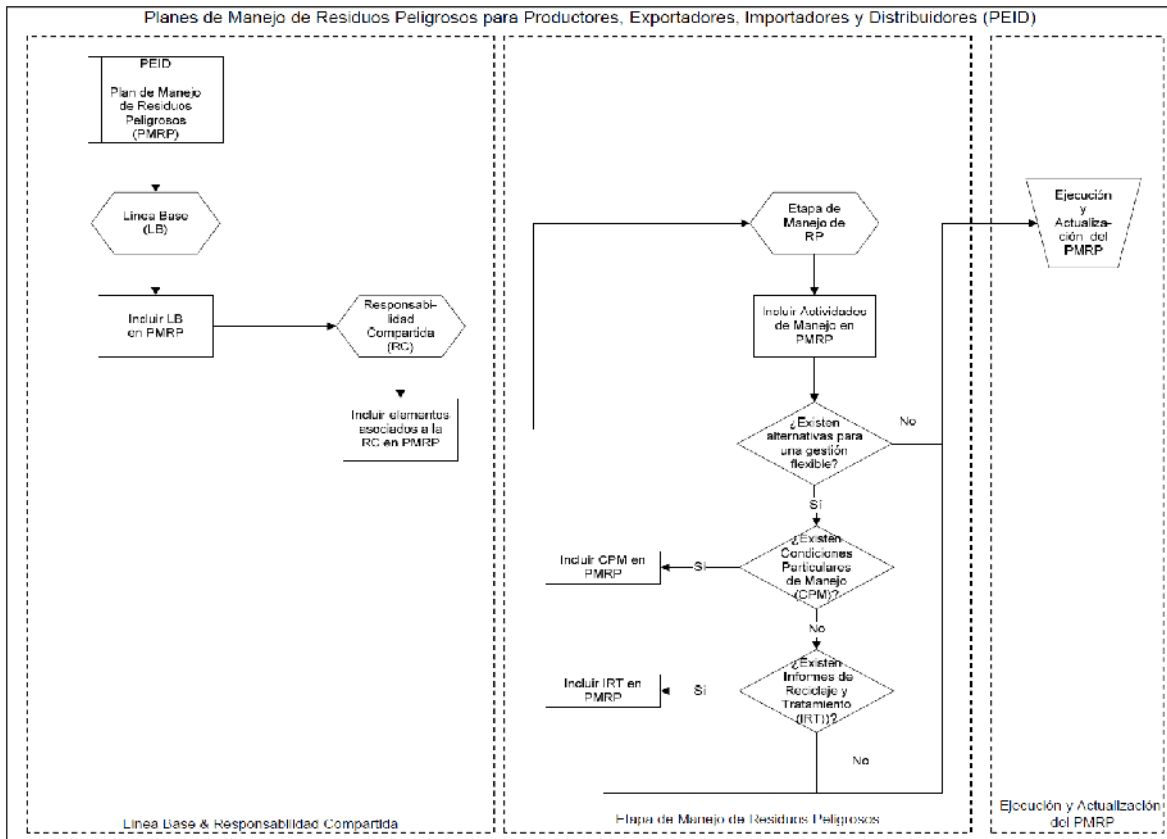 Planes de Manejo de Residuos Peligrosos para Productores, Exportadores, Importadores y Distribuidores (PEID)
PEID
Plan de Manejo
de Residuos
Peligrosos
(PMRP)
Linea Base
(LB)
Incluir LB
en PMRP
Responsabi-
lidad
Compartida
(RC)
Incluir elementos
asociados a la
RC en PMRP
Linea Base & Responsabilidad Compartida
Etapa de
Manejo de
RP
Incluir Actividades
de Manejo en
PMRP
¿Existen
alternativas para
una gestión
flexible?
No
Sí
¿Existen
Condiciones
Particulares
de Manejo
(CPM)?
Si
Incluir CPM en
PMRP
No
¿Existen
Informes de
Reciclaje y
Tratamiento
(IRT))?
Si
Incluir IRT en
PMRP
No
Etapa de Manejo de Residuos Peligrosos
Ejecución
y
Actualiza-
ción del
PMRP
Ejecución y Actualización
del PMRP